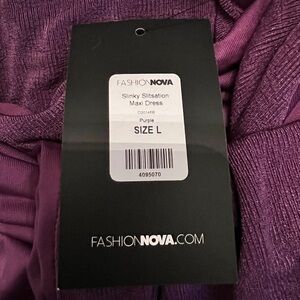 FASHIONNOVA
Slinky Slitsation
Maxi Dress
Purple
SIZE L
4095070
FASHIONNOVA.COM